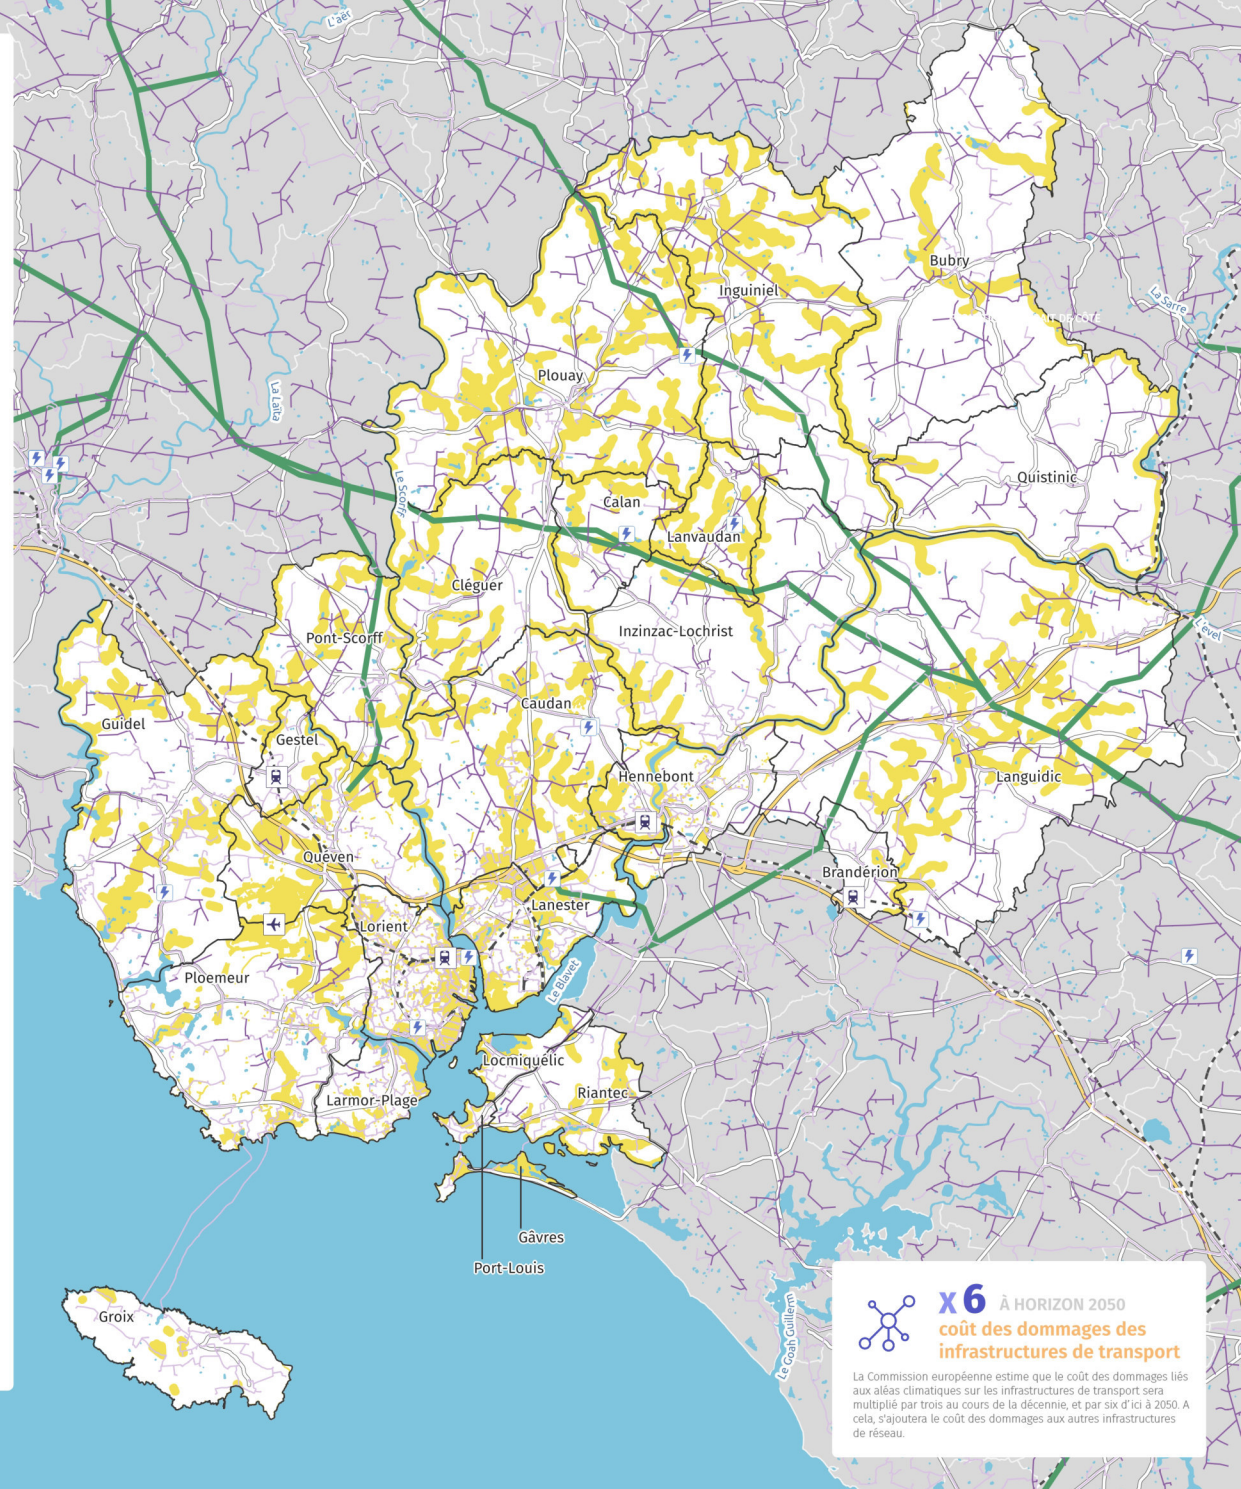 L'aër
Bubry
Inguiniel
La Sarre
DE CÔTÉ
Plouay
La Laïta
Quistinic
Le Scorff
Calan
Lanvaudan
Cléguer
Inzinzac-Lochrist
L'evel
Pont-Scorff
Caudan
Guidel
Gestel
Hennebont
Languidic
Quéven
Brandérion
Lanester
Lorient
Ploemeur
Le Blavet
Locmiquélic
Riantec
Larmor-Plage
Gâvres
Port-Louis
Groix
Le Goah Guillerm
x 6 À HORIZON 2050
coût des dommages des
infrastructures de transport
La Commission européenne estime que le coût des dommages liés
aux aléas climatiques sur les infrastructures de transport sera
multiplié par trois au cours de la décennie, et par six d'ici à 2050. A
cela, s'ajoutera le coût des dommages aux autres infrastructures
de réseau.